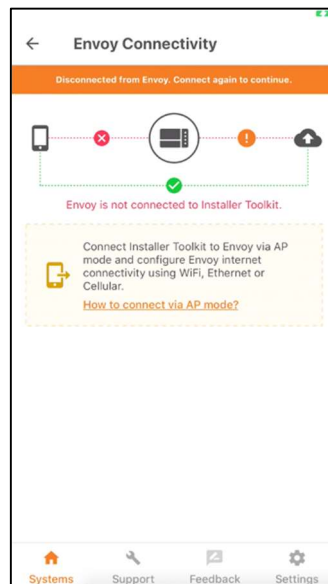 Envoy Connectivity
Disconnected from Envoy. Connect again to continue.
Envoy is not connected to Installer Toolkit.
Connect Installer Toolkit to Envoy via AP
mode and configure Envoy internet
connectivity using WiFi, Ethernet or
Cellular.
How to connect via AP mode?
Systems
Support
Feedback
Settings